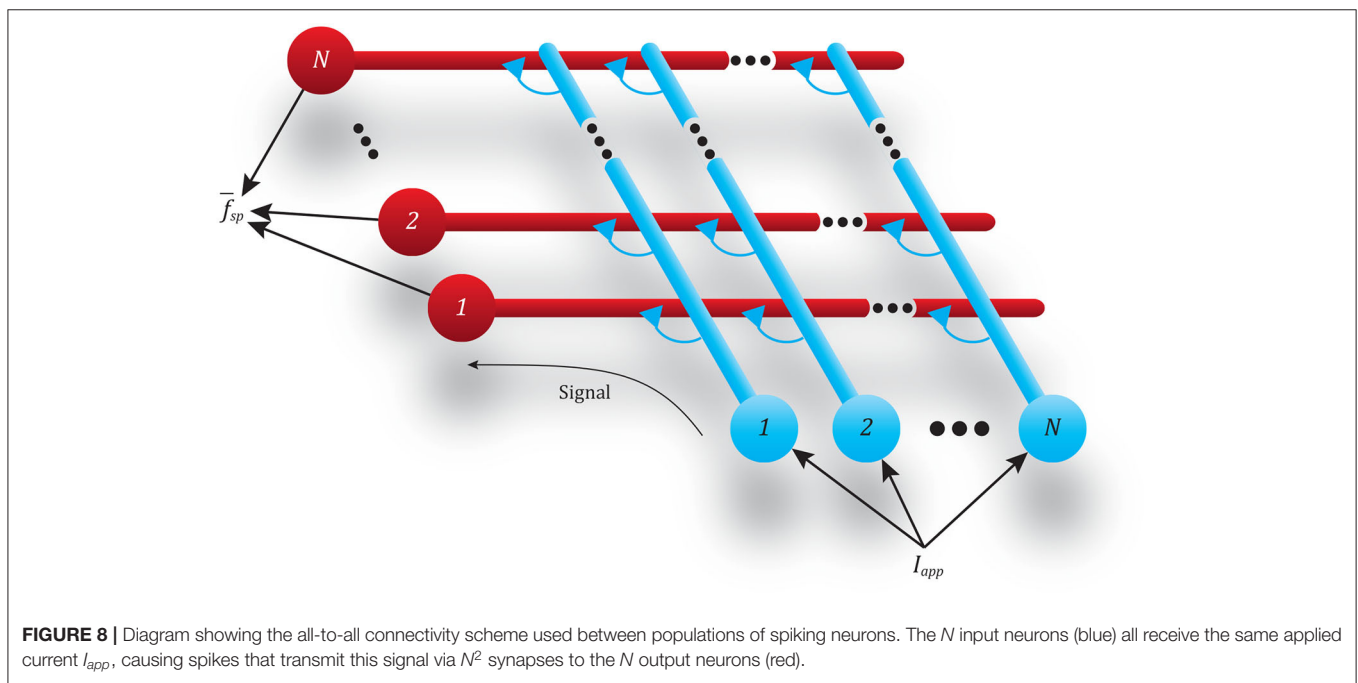 N
f̅sp
2
1
Signal
1
2
N
Iapp
FIGURE 8 | Diagram showing the all-to-all connectivity scheme used between populations of spiking neurons. The N input neurons (blue) all receive the same applied
current Iapp, causing spikes that transmit this signal via N² synapses to the N output neurons (red).